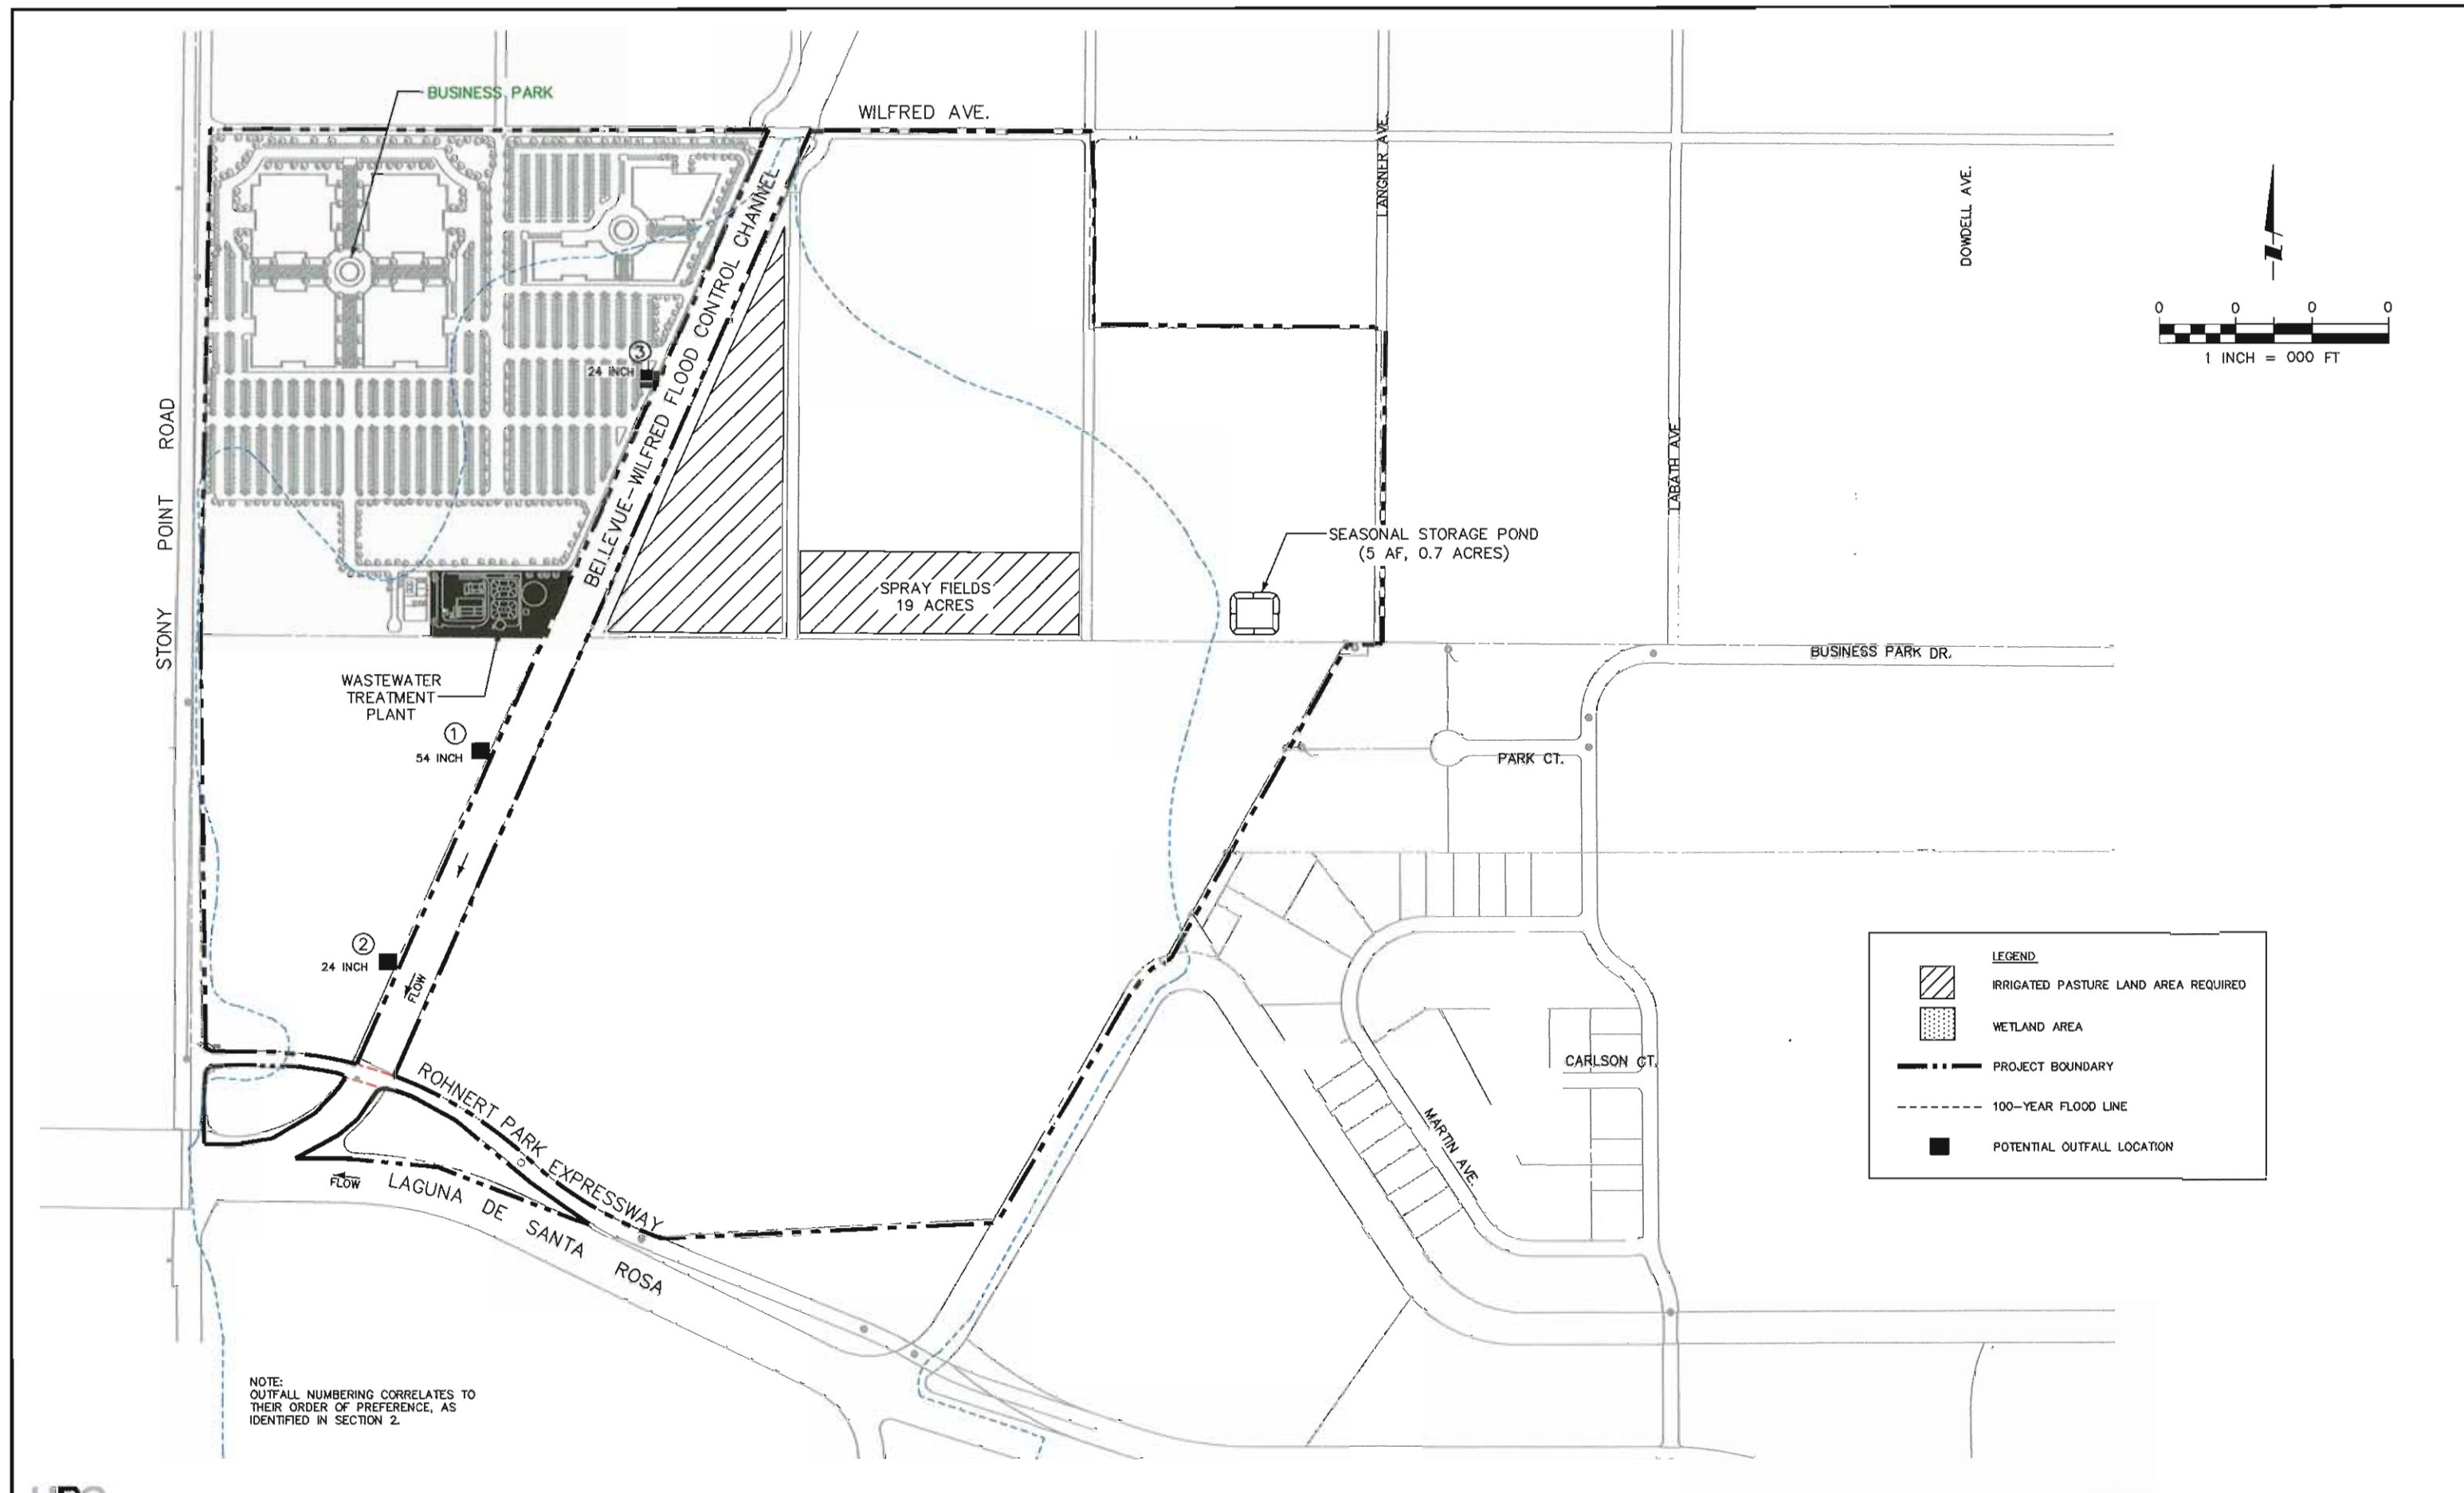 BUSINESS PARK
WILFRED AVE.
LANGNER AVE.
DOWDELL AVE.
0 0 0 0
1 INCH = 000 FT
BELLEVUE-WILFRED FLOOD CONTROL CHANNEL
3
24 INCH
STONY POINT ROAD
LABATH AVE.
SEASONAL STORAGE POND
(5 AF, 0.7 ACRES)
SPRAY FIELDS
19 ACRES
BUSINESS PARK DR.
WASTEWATER
TREATMENT
PLANT
1
54 INCH
PARK CT.
2
24 INCH
FLOW
LEGEND
IRRIGATED PASTURE LAND AREA REQUIRED
WETLAND AREA
PROJECT BOUNDARY
100-YEAR FLOOD LINE
POTENTIAL OUTFALL LOCATION
CARLSON CT.
MARTIN AVE.
ROHNERT PARK EXPRESSWAY
FLOW
LAGUNA DE SANTA ROSA
NOTE:
OUTFALL NUMBERING CORRELATES TO
THEIR ORDER OF PREFERENCE, AS
IDENTIFIED IN SECTION 2.